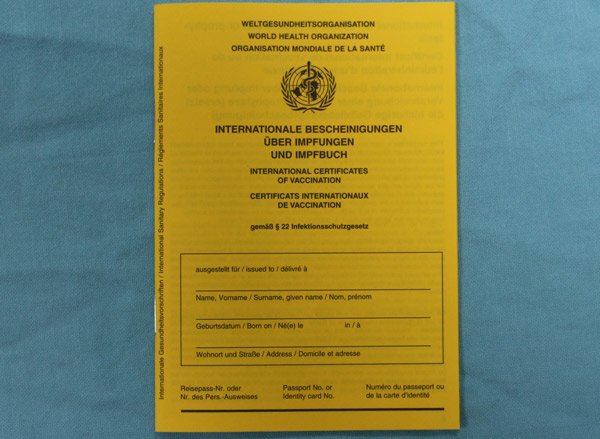 WELTGESUNDHEITSORGANISATION
WORLD HEALTH ORGANIZATION
ORGANISATION MONDIALE DE LA SANTÉ
INTERNATIONALE BESCHEINIGUNGEN
ÜBER IMPFUNGEN
UND IMPFBUCH
INTERNATIONAL CERTIFICATES
OF VACCINATION
CERTIFICATS INTERNATIONAUX
DE VACCINATION
gemäß § 22 Infektionsschutzgesetz
ausgestellt für / issued to / délivré à
Name, Vorname / Surname, given name / Nom, prénom
Geburtsdatum / Born on / Né(e) le in / à
Wohnort und Straße / Address / Domicile et adresse
Reisepass-Nr. oder Passport No. or Numéro du passeport ou
Nr. des Pers.-Ausweises Identity card No. de la carte d'identité
Internationale Gesundheitsvorschriften / International Sanitary Regulations / Règlements Sanitaires Internationaux